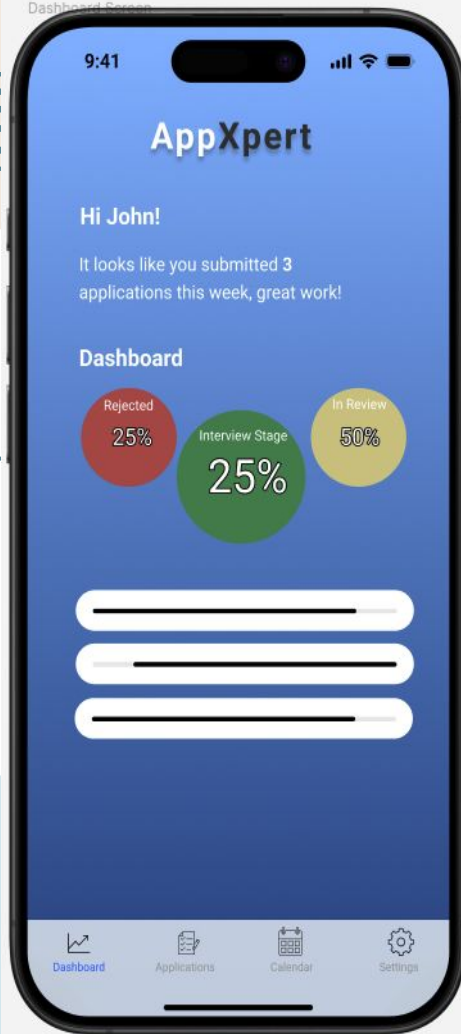 Dashboard Screen
9:41
AppXpert
Hi John!
It looks like you submitted 3
applications this week, great work!
Dashboard
Rejected
25%
Interview Stage
25%
In Review
50%
Dashboard
Applications
Calendar
Settings